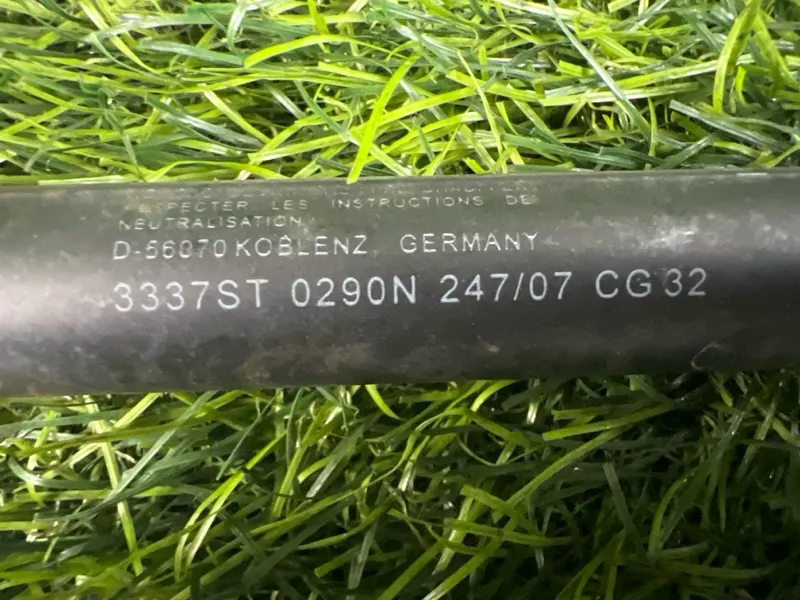 RESPECTER LES INSTRUCTIONS DE
NEUTRALISATION
D-56070 KOBLENZ, GERMANY
3337ST 0290N 247/07 CG 32